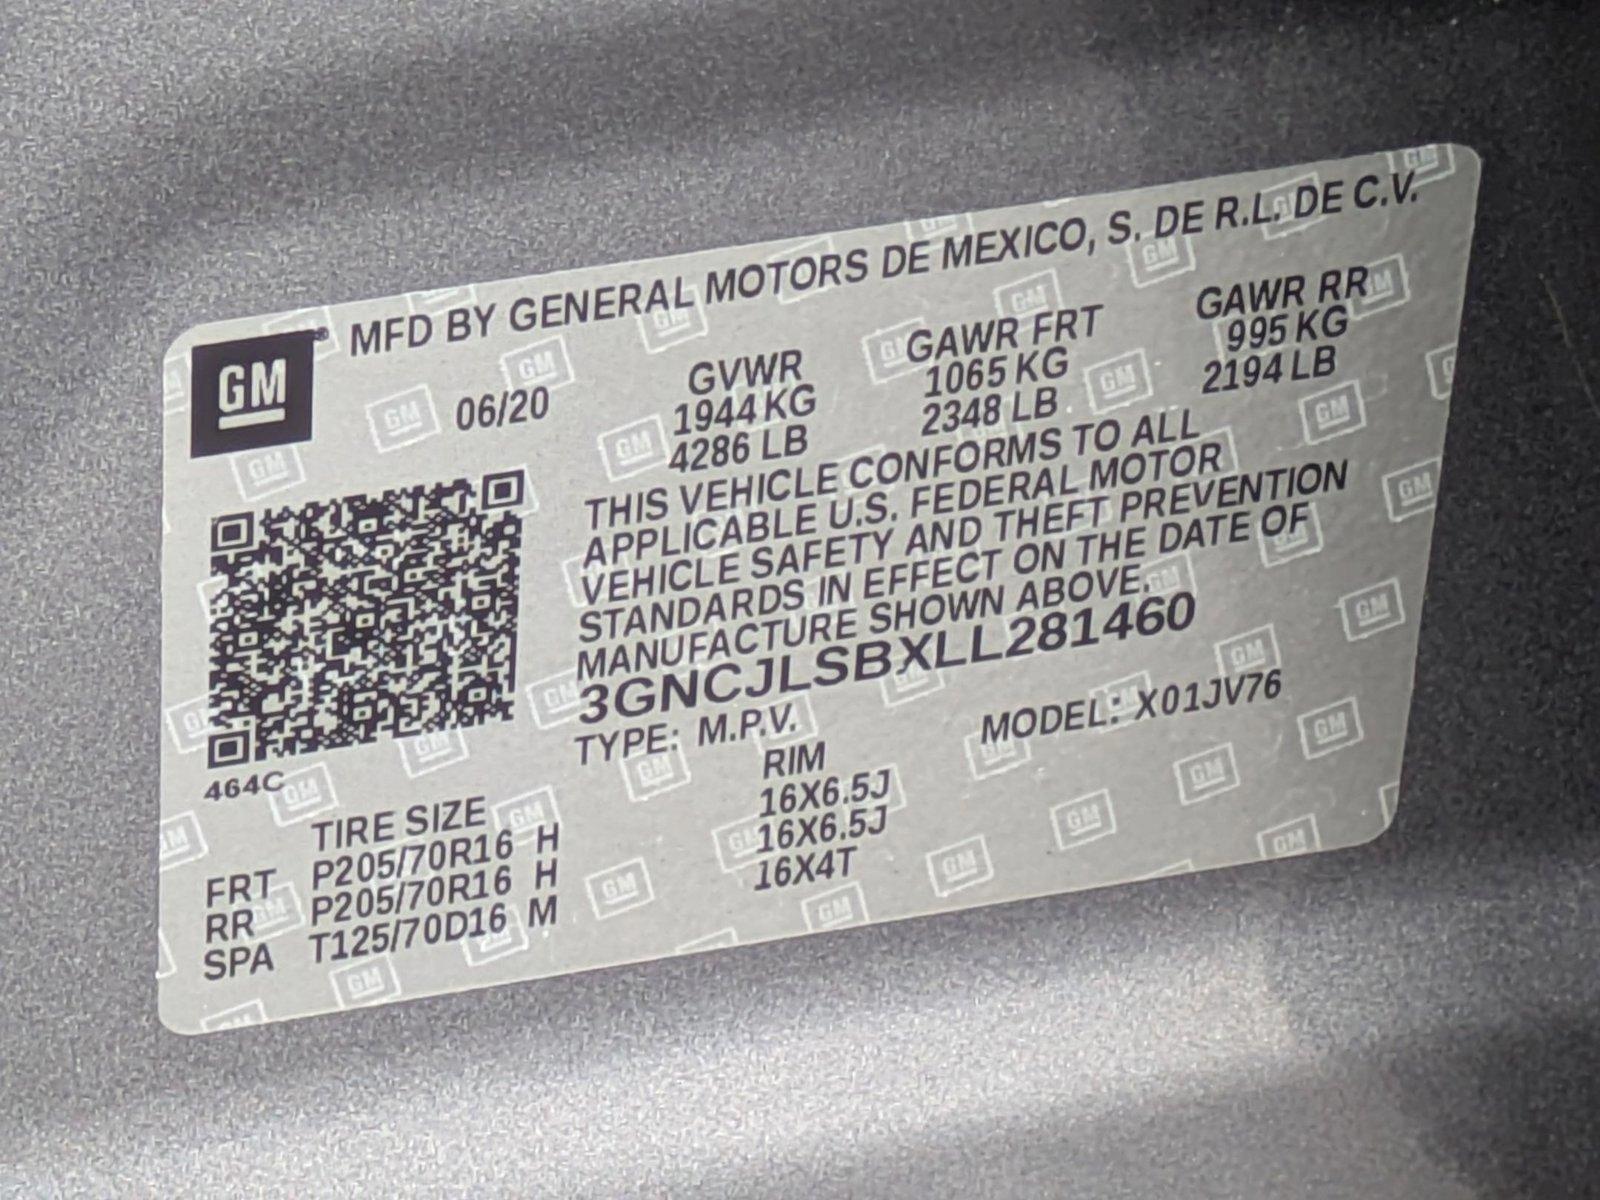 GM® MFD BY GENERAL MOTORS DE MEXICO, S. DE R.L. DE C.V.
06/20 GVWR GAWR FRT GAWR RR
1944 KG 1065 KG 995 KG
4286 LB 2348 LB 2194 LB
THIS VEHICLE CONFORMS TO ALL
APPLICABLE U.S. FEDERAL MOTOR
VEHICLE SAFETY AND THEFT PREVENTION
STANDARDS IN EFFECT ON THE DATE OF
MANUFACTURE SHOWN ABOVE.
3GNCJLSBXLL281460
TYPE: M.P.V. MODEL: X01JV76
464C
TIRE SIZE RIM
FRT P205/70R16 H 16X6.5J
RR P205/70R16 H 16X6.5J
SPA T125/70D16 M 16X4T